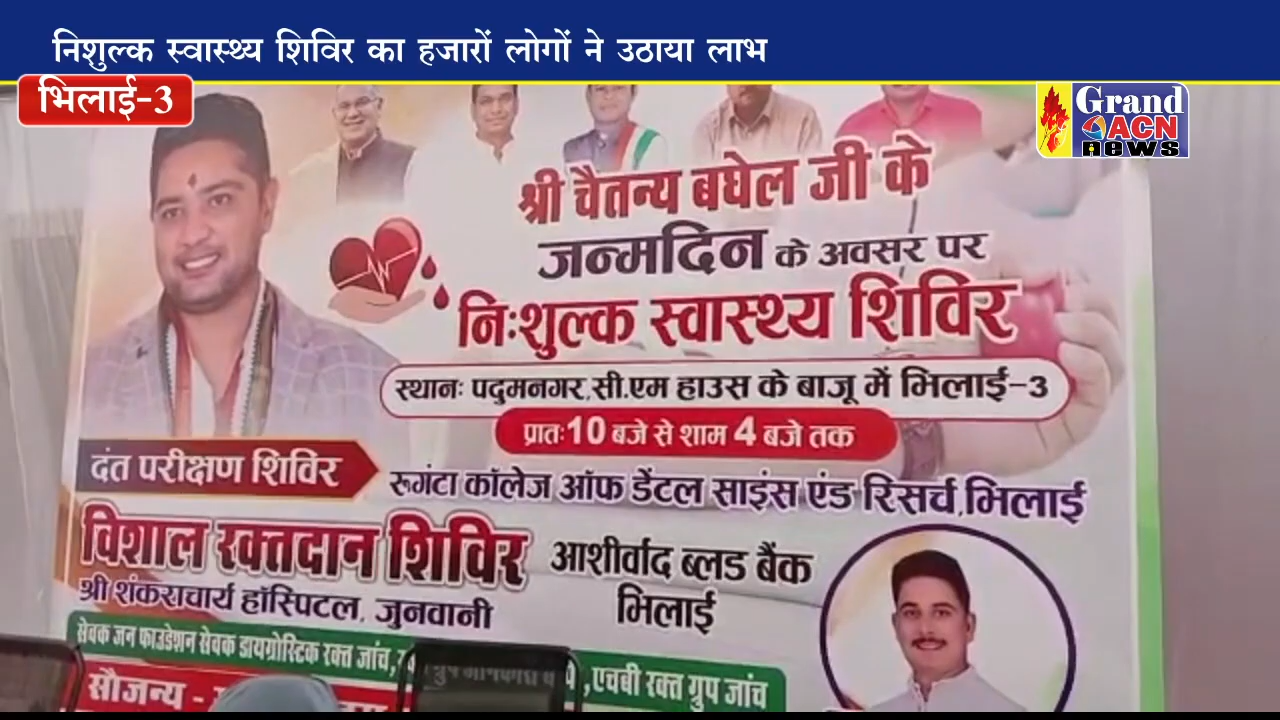 निशुल्क स्वास्थ्य शिविर का हजारों लोगों ने उठाया लाभ
भिलाई-3
Grand
ACN
news
श्री चैतन्य बघेल जी के
जन्मदिन के अवसर पर
निःशुल्क स्वास्थ्य शिविर
स्थानः पदुमनगर,सी.एम हाउस के बाजू में भिलाई-3
प्रातः10 बजे से शाम 4 बजे तक
दंत परीक्षण शिविर
रूगंटा कॉलेज ऑफ डेंटल साइंस एंड रिसर्च,भिलाई
विशाल रक्तदान शिविर
श्री शंकराचार्य हॉस्पिटल, जुनवानी
आशीर्वाद ब्लड बैंक
भिलाई
सेवक जन फाउडेशन सेवक डायग्रोस्टिक रक्त जांच, ,एचबी रक्त ग्रुप जांच
सौजन्य -